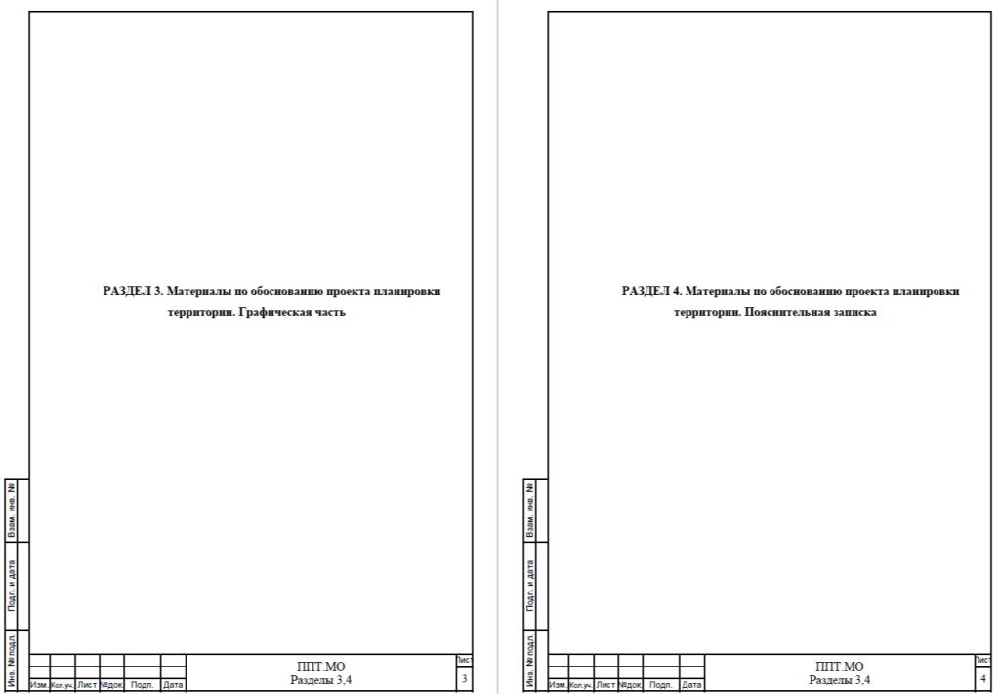 РАЗДЕЛ 3. Материалы по обоснованию проекта планировки
территории. Графическая часть
Взам. инв. №
Подп. и дата
Инв. № подл.
Изм. Кол.уч. Лист №док Подп. Дата
ППТ.МО
Разделы 3,4
Лист
3
РАЗДЕЛ 4. Материалы по обоснованию проекта планировки
территории. Пояснительная записка
Взам. инв. №
Подп. и дата
Инв. № подл.
Изм. Кол.уч. Лист №док Подп. Дата
ППТ.МО
Разделы 3,4
Лист
4